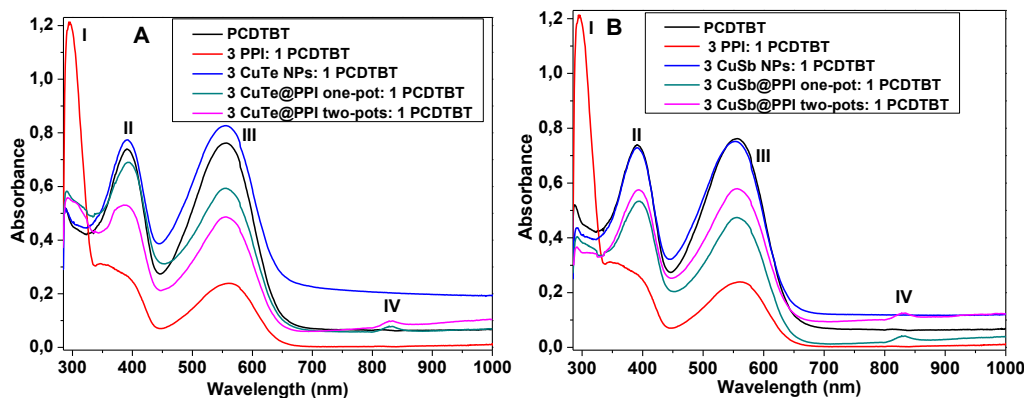 A
I
PCDTBT
3 PPI: 1 PCDTBT
3 CuTe NPs: 1 PCDTBT
3 CuTe@PPI one-pot: 1 PCDTBT
3 CuTe@PPI two-pots: 1 PCDTBT
II
III
IV
1,2
1,0
0,8
0,6
0,4
0,2
0,0
Absorbance
300 400 500 600 700 800 900 1000
Wavelength (nm)
B
I
PCDTBT
3 PPI: 1 PCDTBT
3 CuSb NPs: 1 PCDTBT
3 CuSb@PPI one-pot: 1 PCDTBT
3 CuSb@PPI two-pots: 1 PCDTBT
II
III
IV
1,2
1,0
0,8
0,6
0,4
0,2
0,0
Absorbance
300 400 500 600 700 800 900 1000
Wavelength (nm)